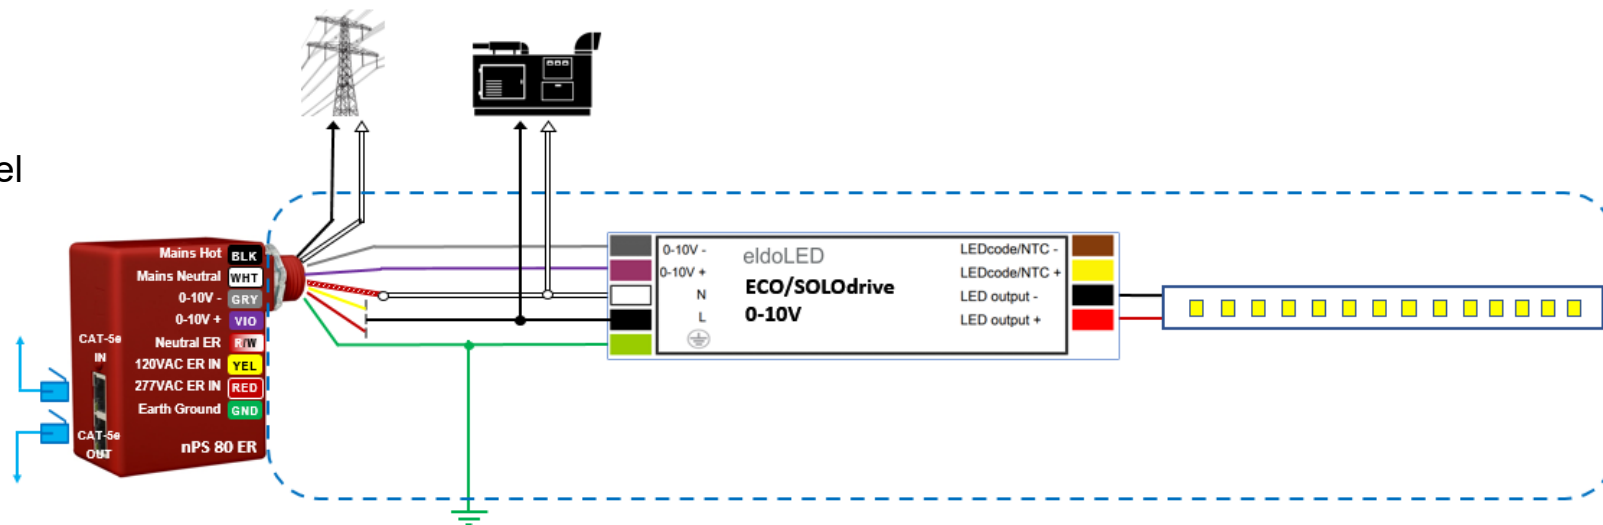 el
Mains Hot BLK
Mains Neutral WHT
0-10V - GRY
0-10V + VIO
Neutral ER R/W
120VAC ER IN YEL
277VAC ER IN RED
Earth Ground GND
CAT-5e
IN
CAT-5e
OUT
nPS 80 ER
0-10V -
0-10V +
N
L
eldoLED
ECO/SOLOdrive
0-10V
LEDcode/NTC -
LEDcode/NTC +
LED output -
LED output +